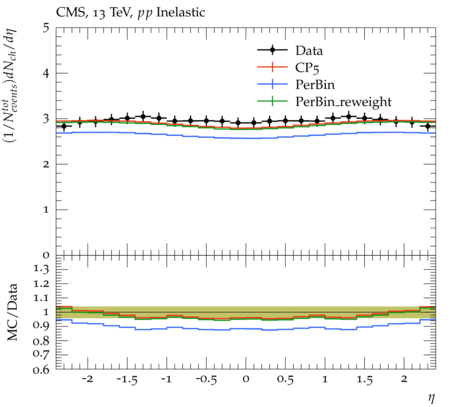 CMS, 13 TeV, pp Inelastic
(1/N_events^tot)dN_ch/dη
5
4
3
2
1
0
Data
CP5
PerBin
PerBin_reweight
MC/Data
1.3
1.2
1.1
1
0.9
0.8
0.7
0.6
-2 -1.5 -1 -0.5 0 0.5 1 1.5 2
η